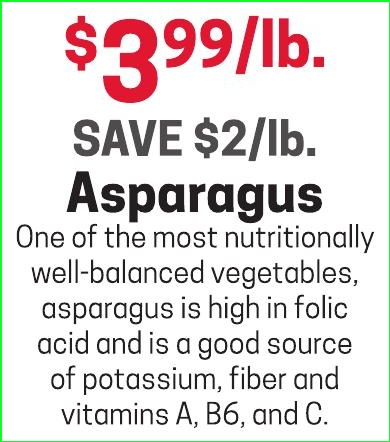 $3.99/lb.
SAVE $2/lb.
Asparagus
One of the most nutritionally
well-balanced vegetables,
asparagus is high in folic
acid and is a good source
of potassium, fiber and
vitamins A, B6, and C.